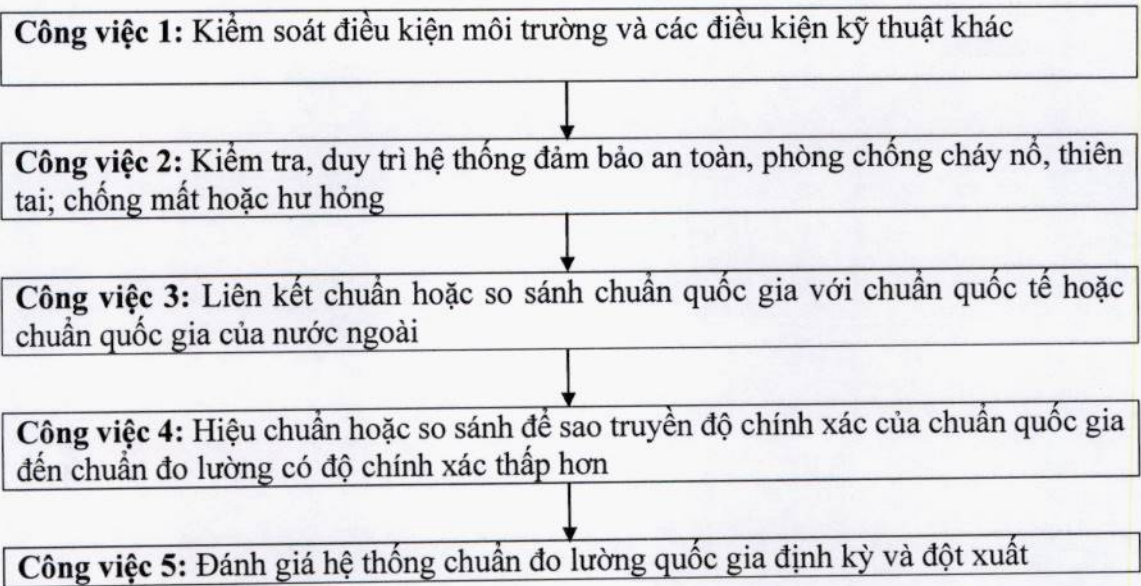 Công việc 1: Kiểm soát điều kiện môi trường và các điều kiện kỹ thuật khác
Công việc 2: Kiểm tra, duy trì hệ thống đảm bảo an toàn, phòng chống cháy nổ, thiên
tai; chống mất hoặc hư hỏng
Công việc 3: Liên kết chuẩn hoặc so sánh chuẩn quốc gia với chuẩn quốc tế hoặc
chuẩn quốc gia của nước ngoài
Công việc 4: Hiệu chuẩn hoặc so sánh để sao truyền độ chính xác của chuẩn quốc gia
đến chuẩn đo lường có độ chính xác thấp hơn
Công việc 5: Đánh giá hệ thống chuẩn đo lường quốc gia định kỳ và đột xuất